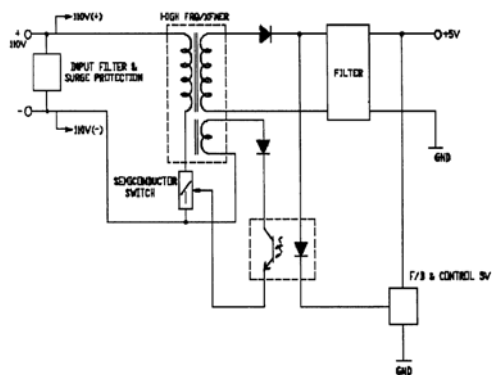 HIGH FRQ/XFMER
+
110V
110V(+)
+5V
INPUT FILTER &
SURGE PROTECTION
FILTER
-
110V(-)
GND
SEMICONDUCTOR
SWITCH
F/B & CONTROL 5V
GND